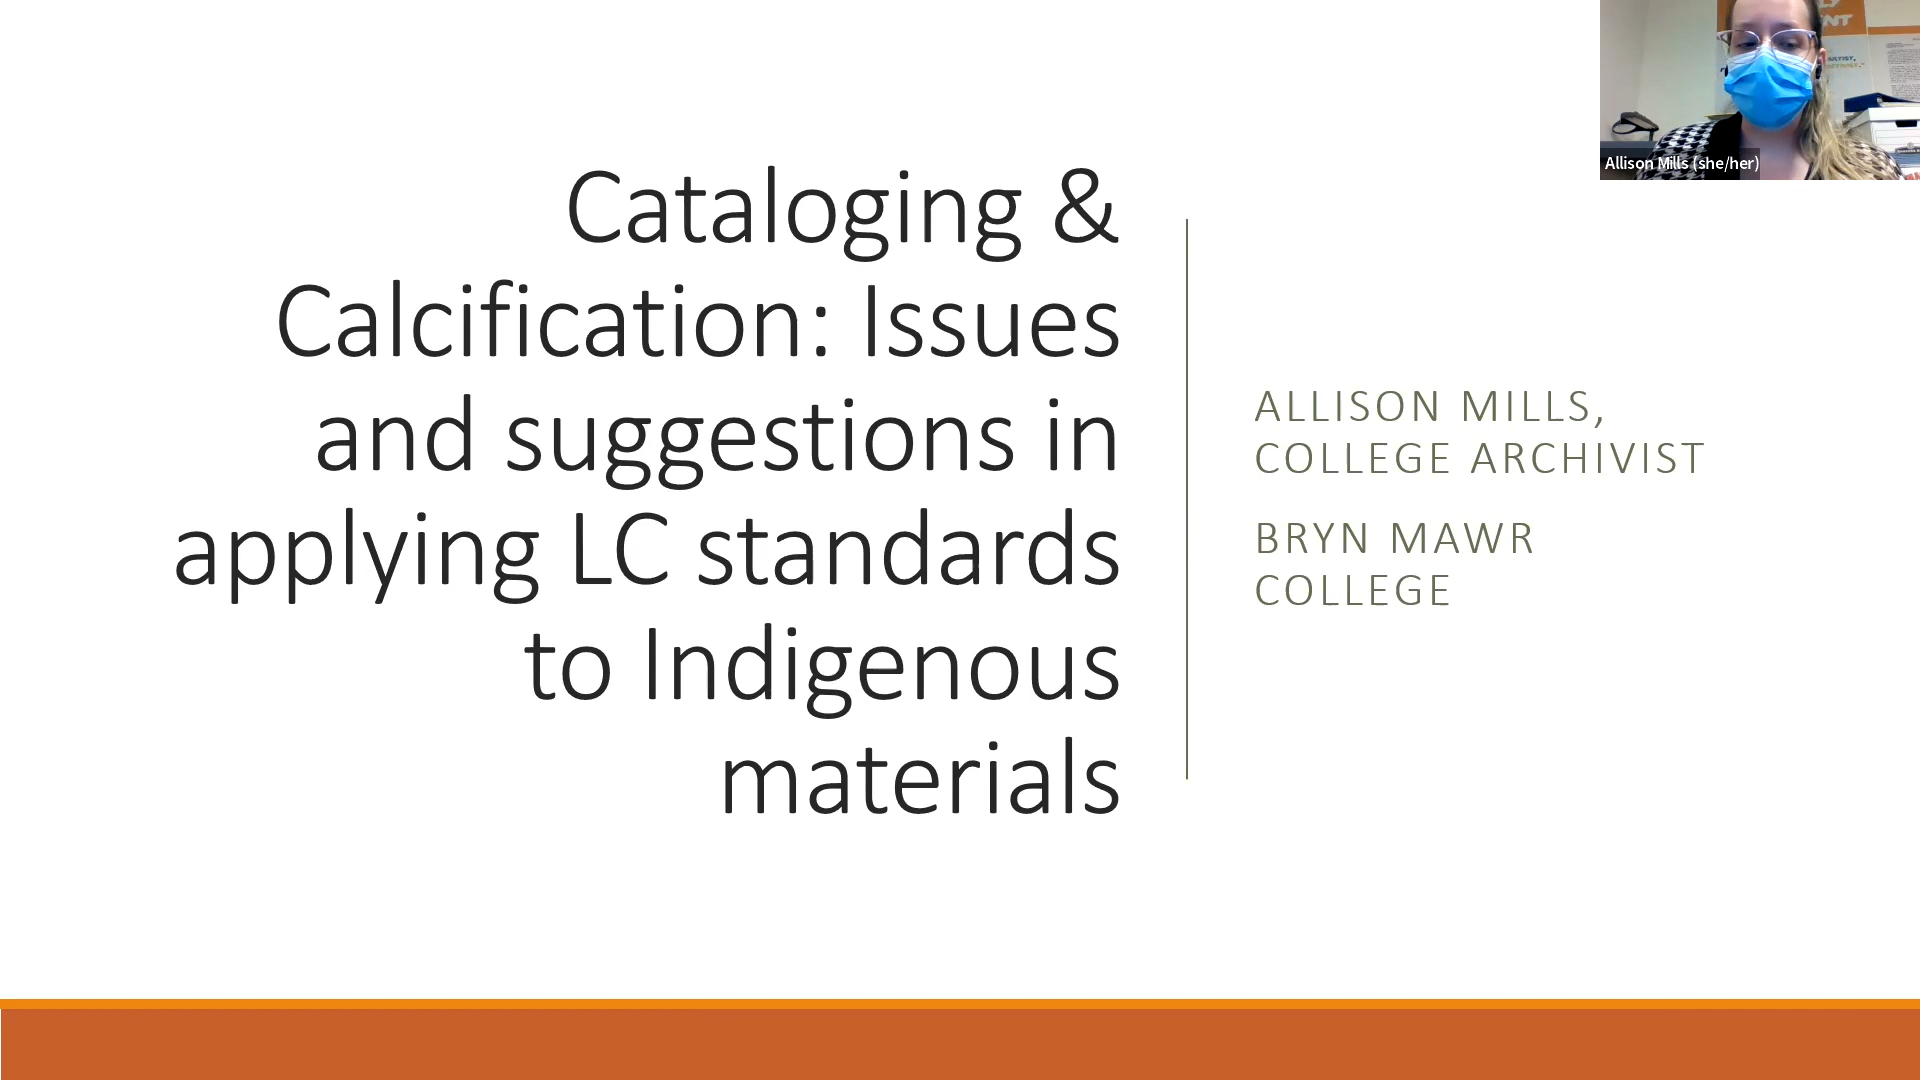 Cataloging &
Calcification: Issues
and suggestions in
applying LC standards
to Indigenous
materials
ALLISON MILLS,
COLLEGE ARCHIVIST
BRYN MAWR
COLLEGE
Allison Mills (she/her)